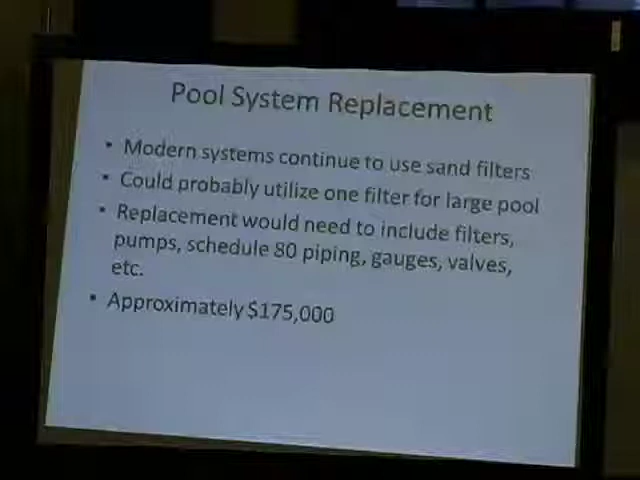 Pool System Replacement
• Modern systems continue to use sand filters
• Could probably utilize one filter for large pool
• Replacement would need to include filters,
pumps, schedule 80 piping, gauges, valves,
etc.
• Approximately $175,000